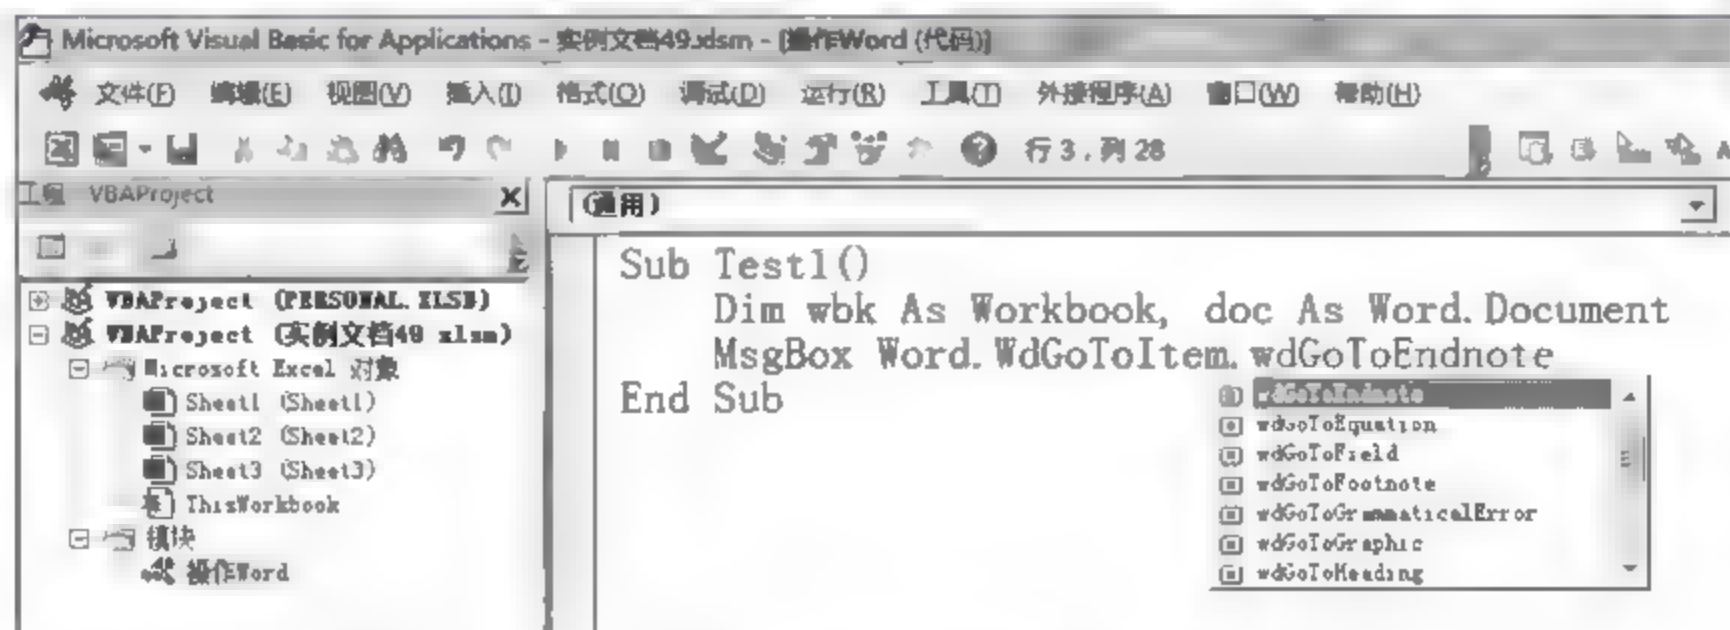 Microsoft Visual Basic for Applications - 实例文档49.xlsm - [操作Word (代码)]
文件(F) 编辑(E) 视图(V) 插入(I) 格式(O) 调试(D) 运行(R) 工具(T) 外接程序(A) 窗口(W) 帮助(H)
行 3 , 列 28
工程 VBAProject
(通用)
VBAProject (PERSONAL.XLSB)
VBAProject (实例文档49 xlsm)
Microsoft Excel 对象
Sheet1 (Sheet1)
Sheet2 (Sheet2)
Sheet3 (Sheet3)
ThisWorkbook
模块
操作Word
Sub Test1()
Dim wbk As Workbook, doc As Word.Document
MsgBox Word.WdGoToItem.wdGoToEndnote
End Sub
wdGoToEndnote
wdGoToEquation
wdGoToField
wdGoToFootnote
wdGoToGrammaticalError
wdGoToGraphic
wdGoToHeading